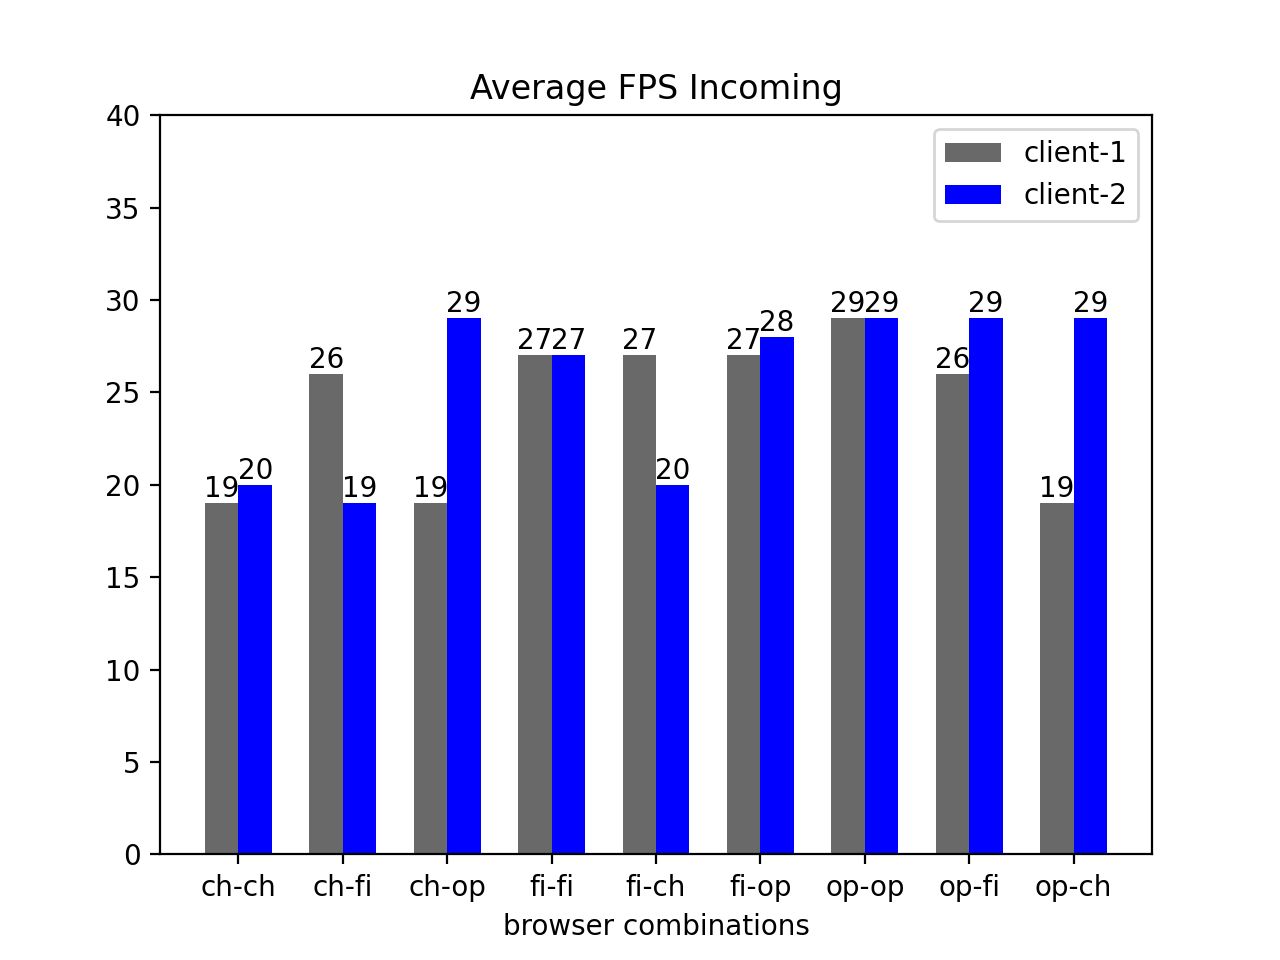 Average FPS Incoming
40
35
30
25
20
15
10
5
0
client-1
client-2
19 20 26 19 19 29 27 27 27 20 27 28 29 29 26 29 19 29
ch-ch ch-fi ch-op fi-fi fi-ch fi-op op-op op-fi op-ch
browser combinations